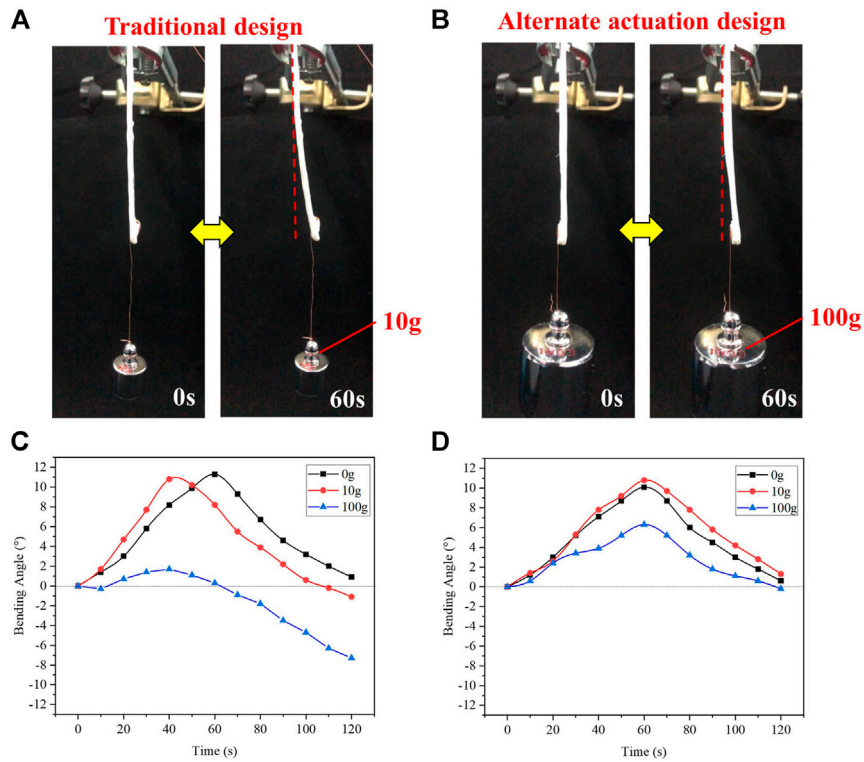 A
Traditional design
B
Alternate actuation design
10g
100g
0s
60s
0s
60s
C
D
12
10
8
6
4
2
0
-2
-4
-6
-8
-10
-12
Bending Angle (°)
0g
10g
100g
0
20
40
60
80
100
120
Time (s)
12
10
8
6
4
2
0
-2
-4
-6
-8
-10
-12
Bending Angle (°)
0g
10g
100g
0
20
40
60
80
100
120
Time (s)